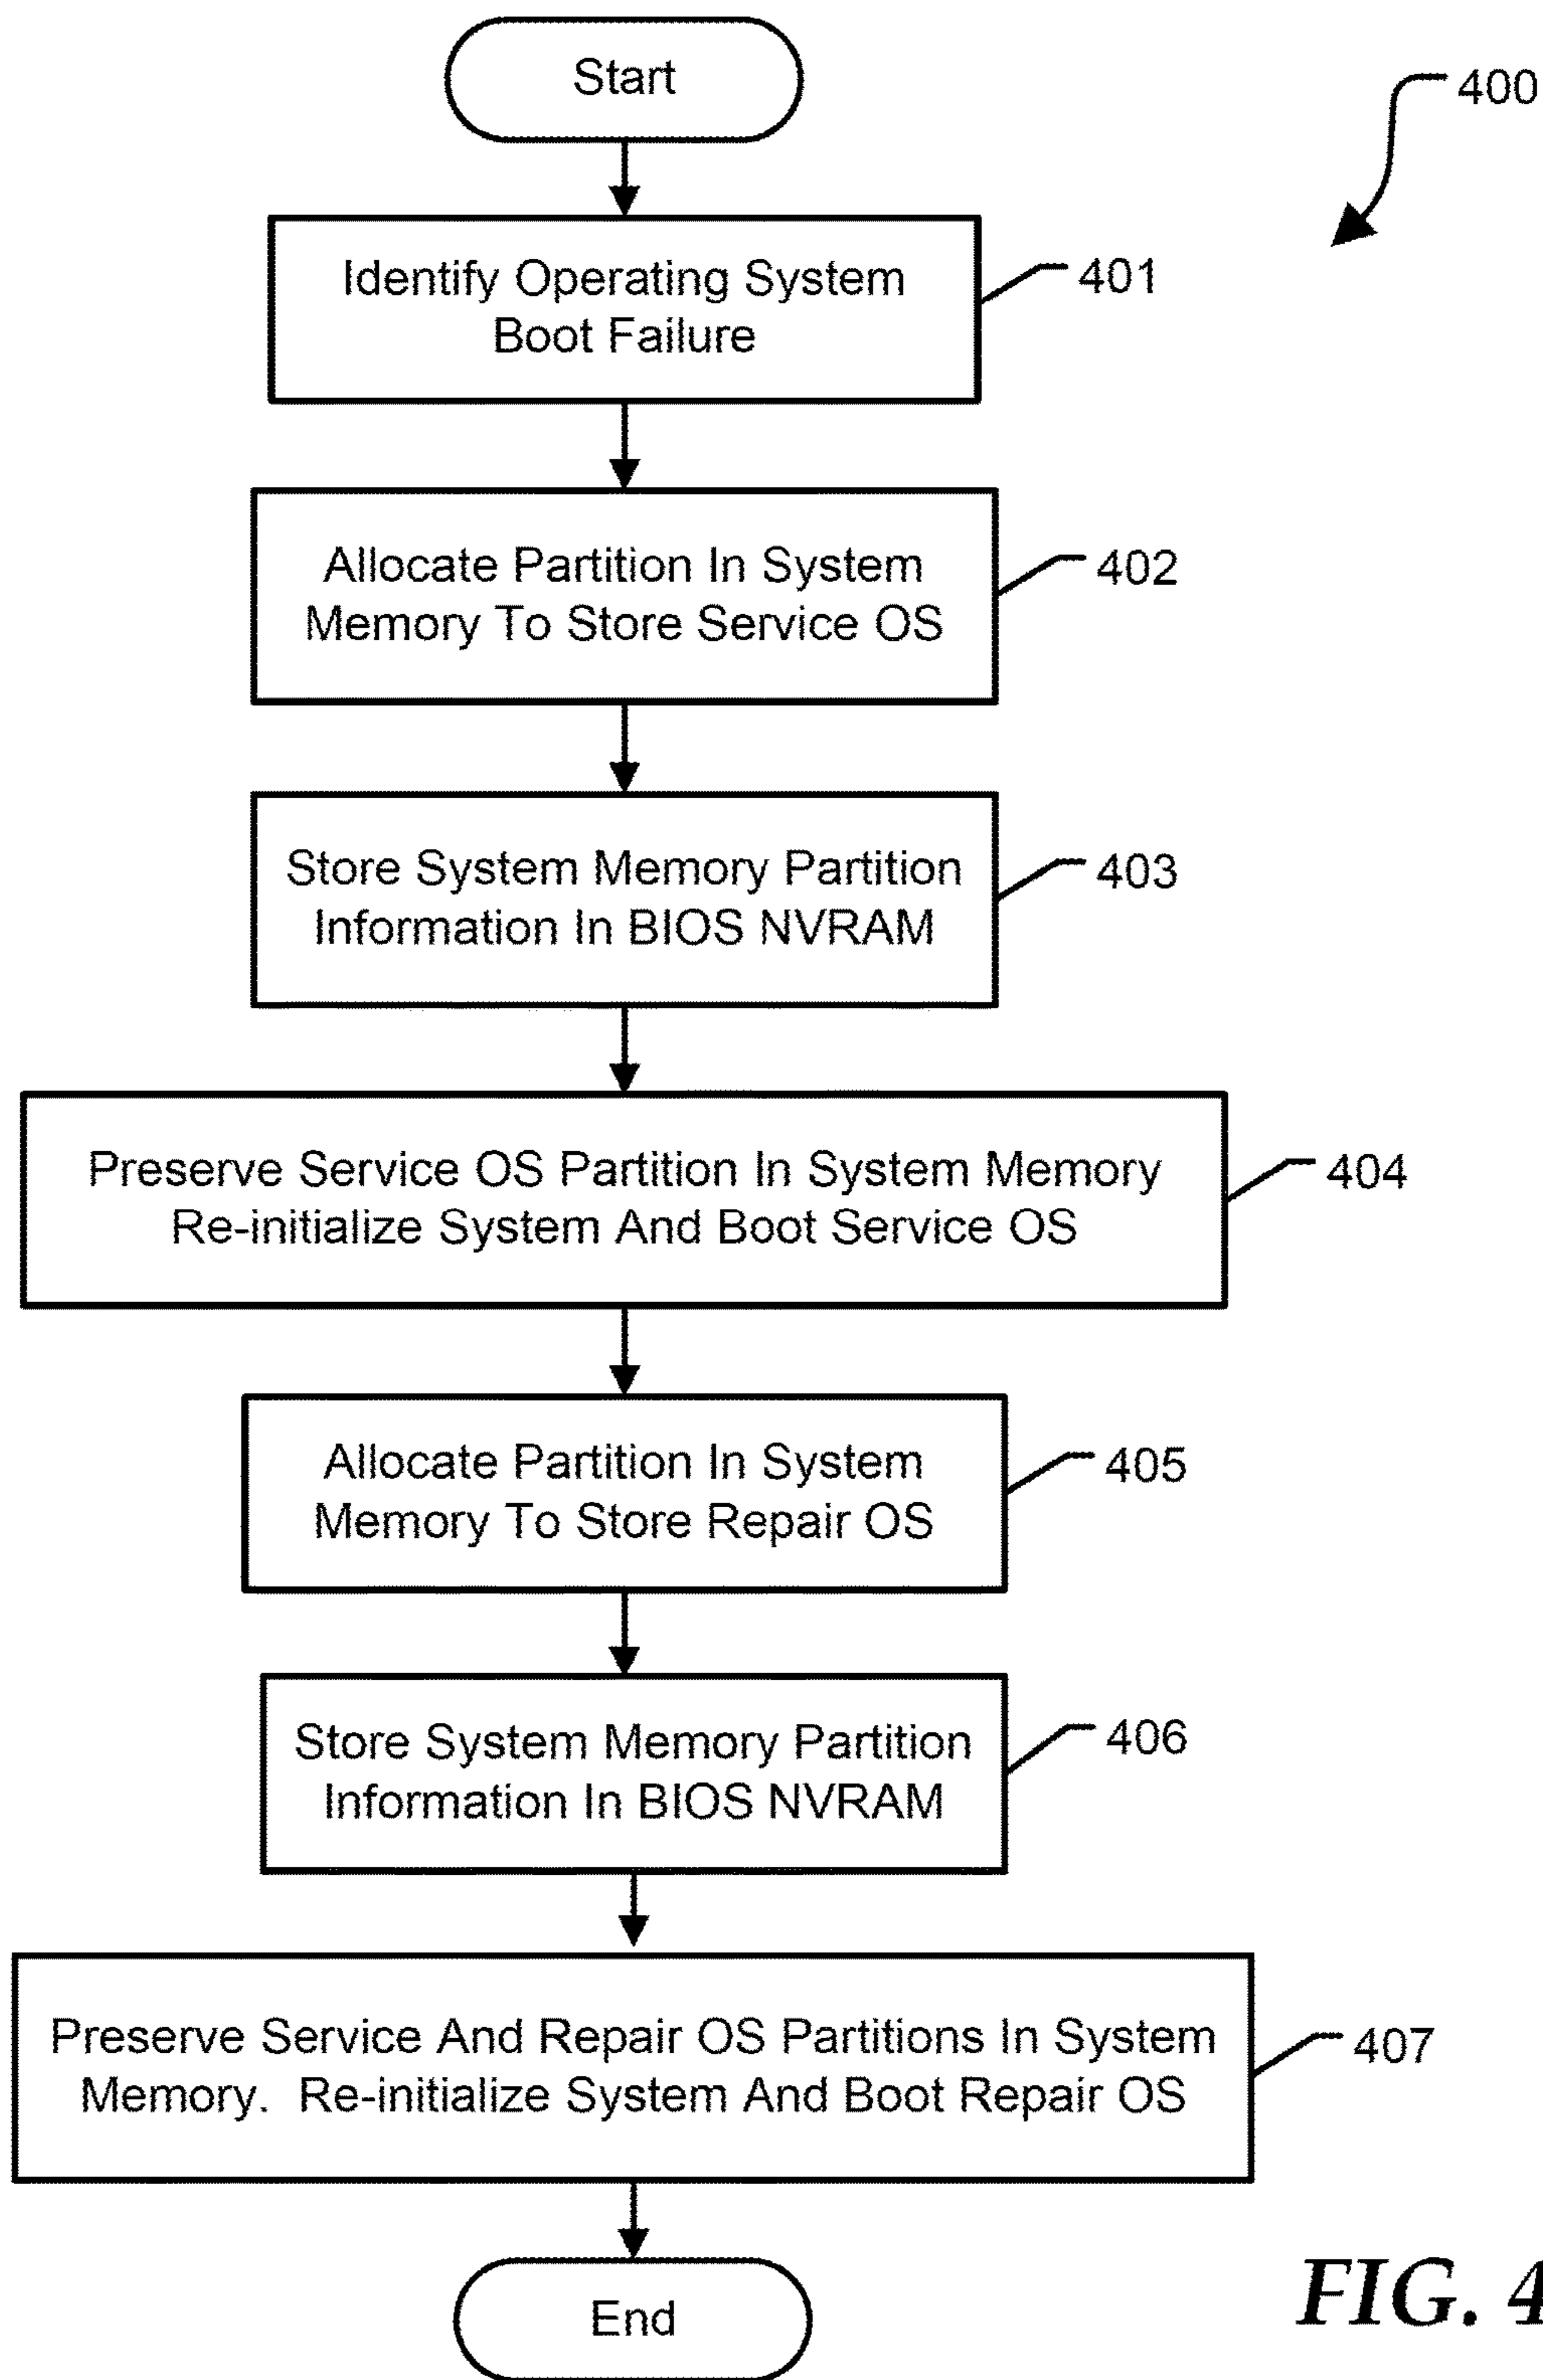 Start
400
Identify Operating System
Boot Failure
401
Allocate Partition In System
Memory To Store Service OS
402
Store System Memory Partition
Information In BIOS NVRAM
403
Preserve Service OS Partition In System Memory
Re-initialize System And Boot Service OS
404
Allocate Partition In System
Memory To Store Repair OS
405
Store System Memory Partition
Information In BIOS NVRAM
406
Preserve Service And Repair OS Partitions In System
Memory. Re-initialize System And Boot Repair OS
407
End
FIG. 4